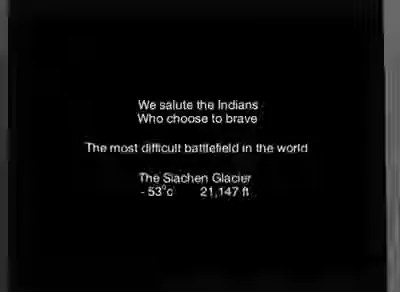 We salute the Indians
Who choose to brave
The most difficult battlefield in the world
The Siachen Glacier
- 53°c 21,147 ft